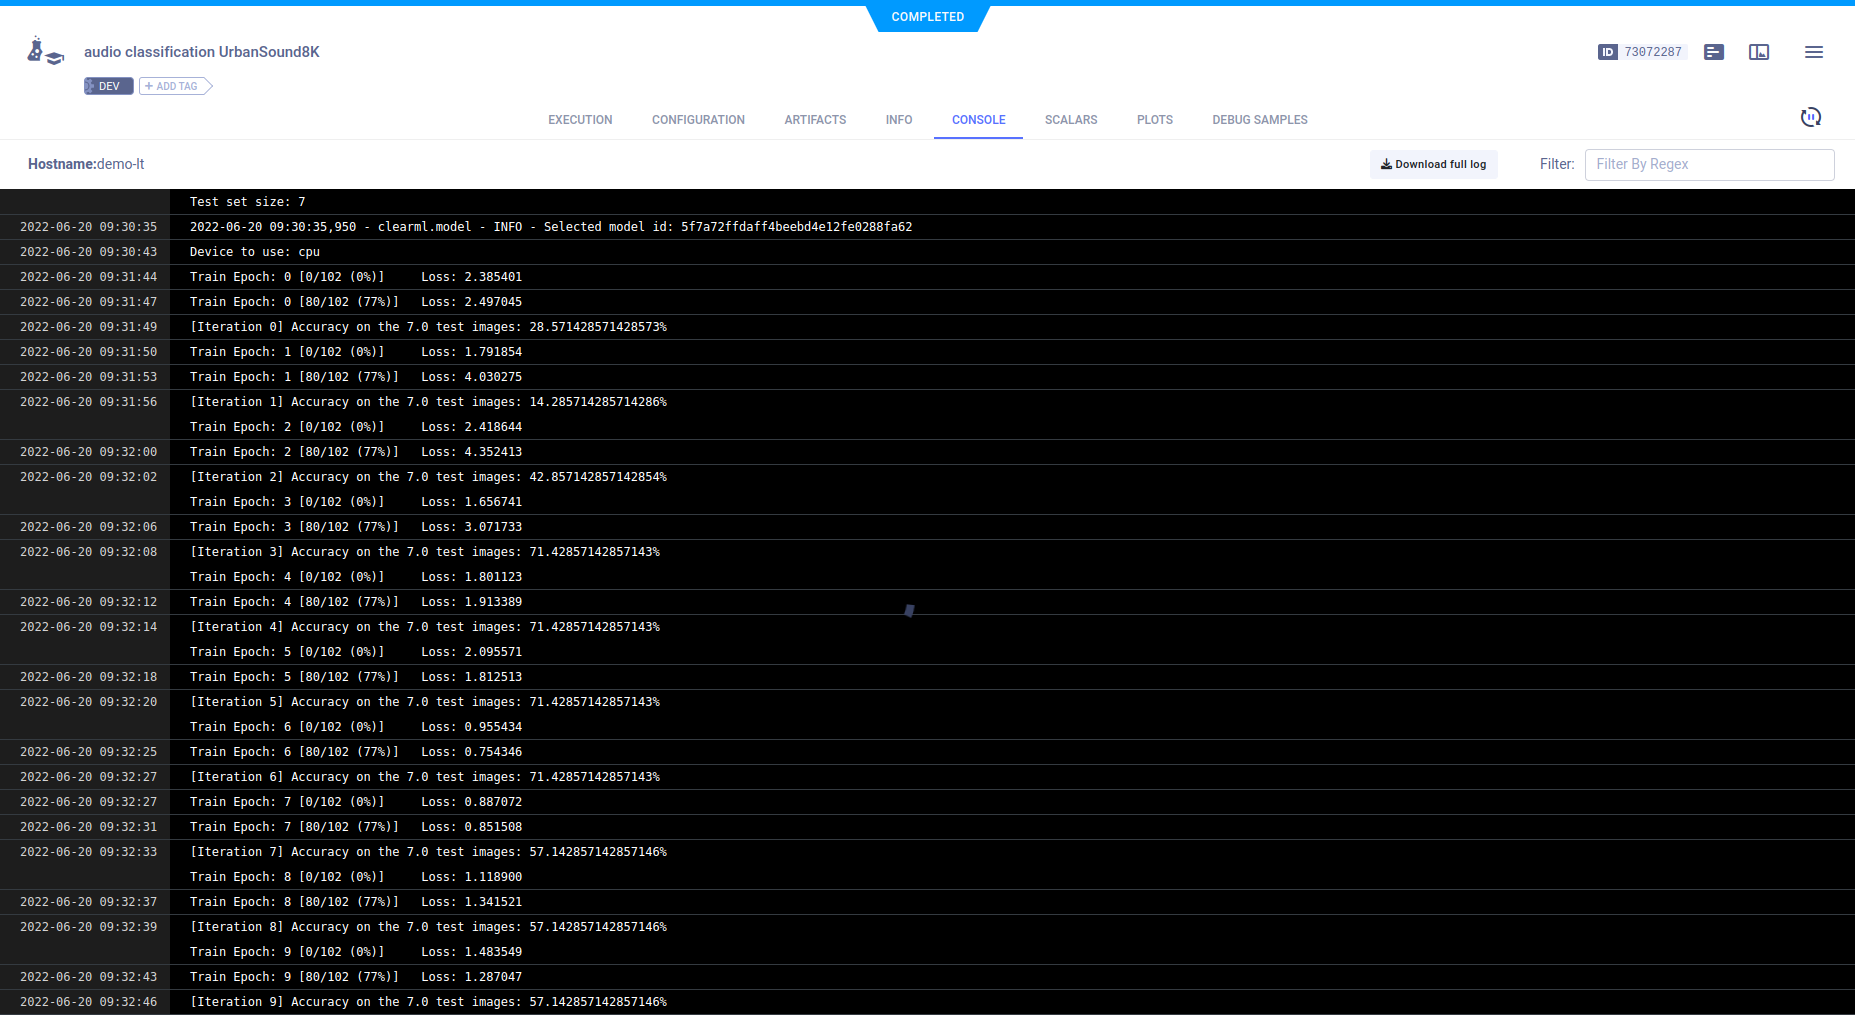 COMPLETED
audio classification UrbanSound8K
ID 73072287
DEV + ADD TAG
EXECUTION CONFIGURATION ARTIFACTS INFO CONSOLE SCALARS PLOTS DEBUG SAMPLES
Hostname:demo-lt Download full log Filter: Filter By Regex
Test set size: 7
2022-06-20 09:30:35 2022-06-20 09:30:35,950 - clearml.model - INFO - Selected model id: 5f7a72ffdaff4beebd4e12fe0288fa62
2022-06-20 09:30:43 Device to use: cpu
2022-06-20 09:31:44 Train Epoch: 0 [0/102 (0%)] Loss: 2.385401
2022-06-20 09:31:47 Train Epoch: 0 [80/102 (77%)] Loss: 2.497045
2022-06-20 09:31:49 [Iteration 0] Accuracy on the 7.0 test images: 28.571428571428573%
2022-06-20 09:31:50 Train Epoch: 1 [0/102 (0%)] Loss: 1.791854
2022-06-20 09:31:53 Train Epoch: 1 [80/102 (77%)] Loss: 4.030275
2022-06-20 09:31:56 [Iteration 1] Accuracy on the 7.0 test images: 14.285714285714286%
Train Epoch: 2 [0/102 (0%)] Loss: 2.418644
2022-06-20 09:32:00 Train Epoch: 2 [80/102 (77%)] Loss: 4.352413
2022-06-20 09:32:02 [Iteration 2] Accuracy on the 7.0 test images: 42.857142857142854%
Train Epoch: 3 [0/102 (0%)] Loss: 1.656741
2022-06-20 09:32:06 Train Epoch: 3 [80/102 (77%)] Loss: 3.071733
2022-06-20 09:32:08 [Iteration 3] Accuracy on the 7.0 test images: 71.42857142857143%
Train Epoch: 4 [0/102 (0%)] Loss: 1.801123
2022-06-20 09:32:12 Train Epoch: 4 [80/102 (77%)] Loss: 1.913389
2022-06-20 09:32:14 [Iteration 4] Accuracy on the 7.0 test images: 71.42857142857143%
Train Epoch: 5 [0/102 (0%)] Loss: 2.095571
2022-06-20 09:32:18 Train Epoch: 5 [80/102 (77%)] Loss: 1.812513
2022-06-20 09:32:20 [Iteration 5] Accuracy on the 7.0 test images: 71.42857142857143%
Train Epoch: 6 [0/102 (0%)] Loss: 0.955434
2022-06-20 09:32:25 Train Epoch: 6 [80/102 (77%)] Loss: 0.754346
2022-06-20 09:32:27 [Iteration 6] Accuracy on the 7.0 test images: 71.42857142857143%
2022-06-20 09:32:27 Train Epoch: 7 [0/102 (0%)] Loss: 0.887072
2022-06-20 09:32:31 Train Epoch: 7 [80/102 (77%)] Loss: 0.851508
2022-06-20 09:32:33 [Iteration 7] Accuracy on the 7.0 test images: 57.142857142857146%
Train Epoch: 8 [0/102 (0%)] Loss: 1.118900
2022-06-20 09:32:37 Train Epoch: 8 [80/102 (77%)] Loss: 1.341521
2022-06-20 09:32:39 [Iteration 8] Accuracy on the 7.0 test images: 57.142857142857146%
Train Epoch: 9 [0/102 (0%)] Loss: 1.483549
2022-06-20 09:32:43 Train Epoch: 9 [80/102 (77%)] Loss: 1.287047
2022-06-20 09:32:46 [Iteration 9] Accuracy on the 7.0 test images: 57.142857142857146%